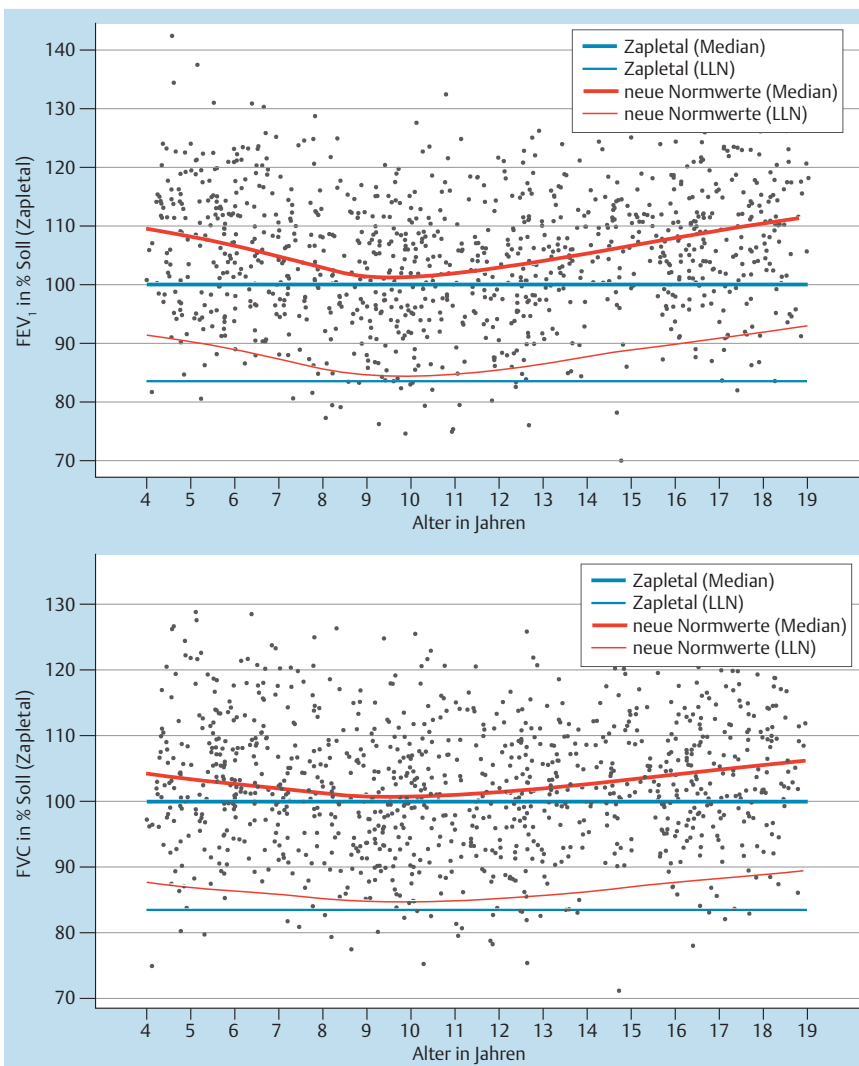 FEV1 in % Soll (Zapletal)
140
130
120
110
100
90
80
70
Zapletal (Median)
Zapletal (LLN)
neue Normwerte (Median)
neue Normwerte (LLN)
4 5 6 7 8 9 10 11 12 13 14 15 16 17 18 19
Alter in Jahren
FVC in % Soll (Zapletal)
130
120
110
100
90
80
70
Zapletal (Median)
Zapletal (LLN)
neue Normwerte (Median)
neue Normwerte (LLN)
4 5 6 7 8 9 10 11 12 13 14 15 16 17 18 19
Alter in Jahren